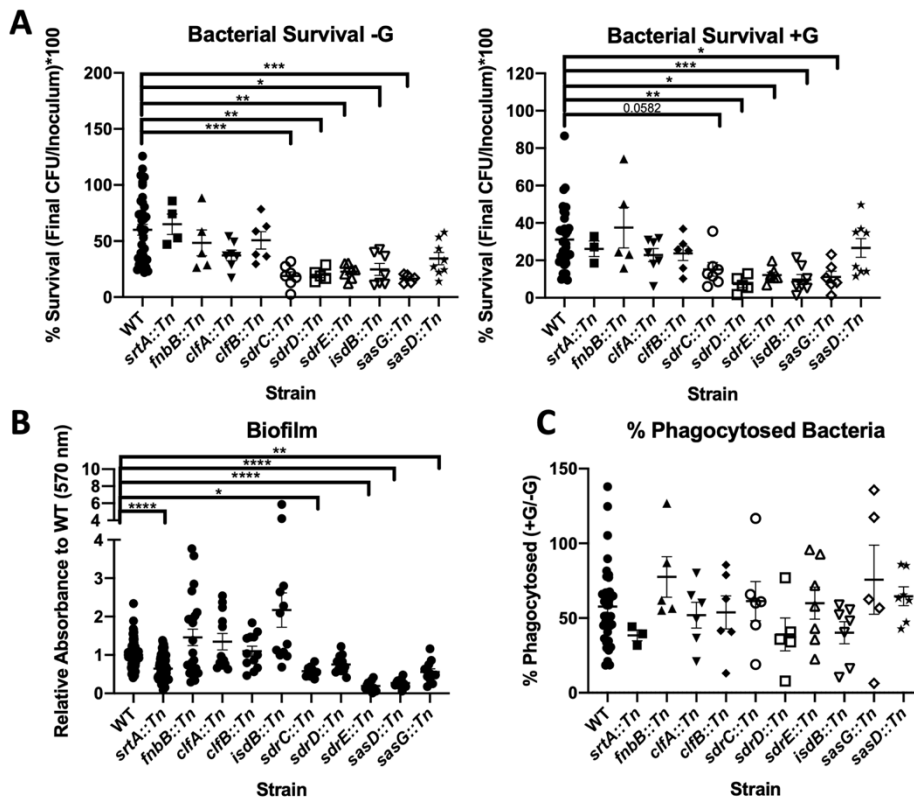 A
Bacterial Survival -G
% Survival (Final CFU/Inoculum)*100
200
150
100
50
0
***
*
**
**
***
WT
srtA::Tn
fnbB::Tn
clfA::Tn
clfB::Tn
sdrC::Tn
sdrD::Tn
sdrE::Tn
isdB::Tn
sasG::Tn
sasD::Tn
Strain
Bacterial Survival +G
% Survival (Final CFU/Inoculum)*100
120
100
80
60
40
20
0
*
***
*
**
0.0582
WT
srtA::Tn
fnbB::Tn
clfA::Tn
clfB::Tn
sdrC::Tn
sdrD::Tn
sdrE::Tn
isdB::Tn
sasG::Tn
sasD::Tn
Strain
B
Biofilm
Relative Absorbance to WT (570 nm)
10
8
6
4
2
1
0
**
****
****
*
****
WT
srtA::Tn
fnbB::Tn
clfA::Tn
clfB::Tn
isdB::Tn
sdrC::Tn
sdrD::Tn
sdrE::Tn
sasD::Tn
sasG::Tn
Strain
C
% Phagocytosed Bacteria
% Phagocytosed (+G/-G)
150
100
50
0
WT
srtA::Tn
fnbB::Tn
clfA::Tn
clfB::Tn
sdrC::Tn
sdrD::Tn
sdrE::Tn
isdB::Tn
sasG::Tn
sasD::Tn
Strain